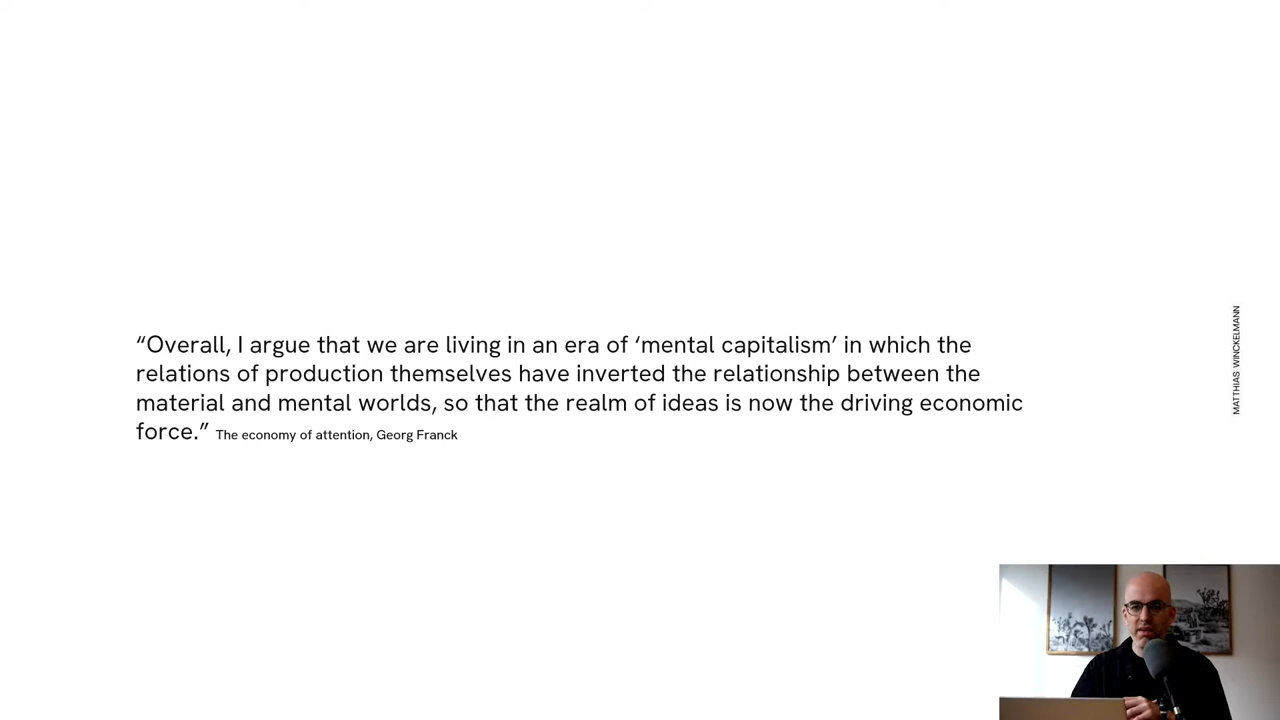 “Overall, I argue that we are living in an era of ‘mental capitalism’ in which the
relations of production themselves have inverted the relationship between the
material and mental worlds, so that the realm of ideas is now the driving economic
force.” The economy of attention, Georg Franck
MATTHIAS WINCKELMANN